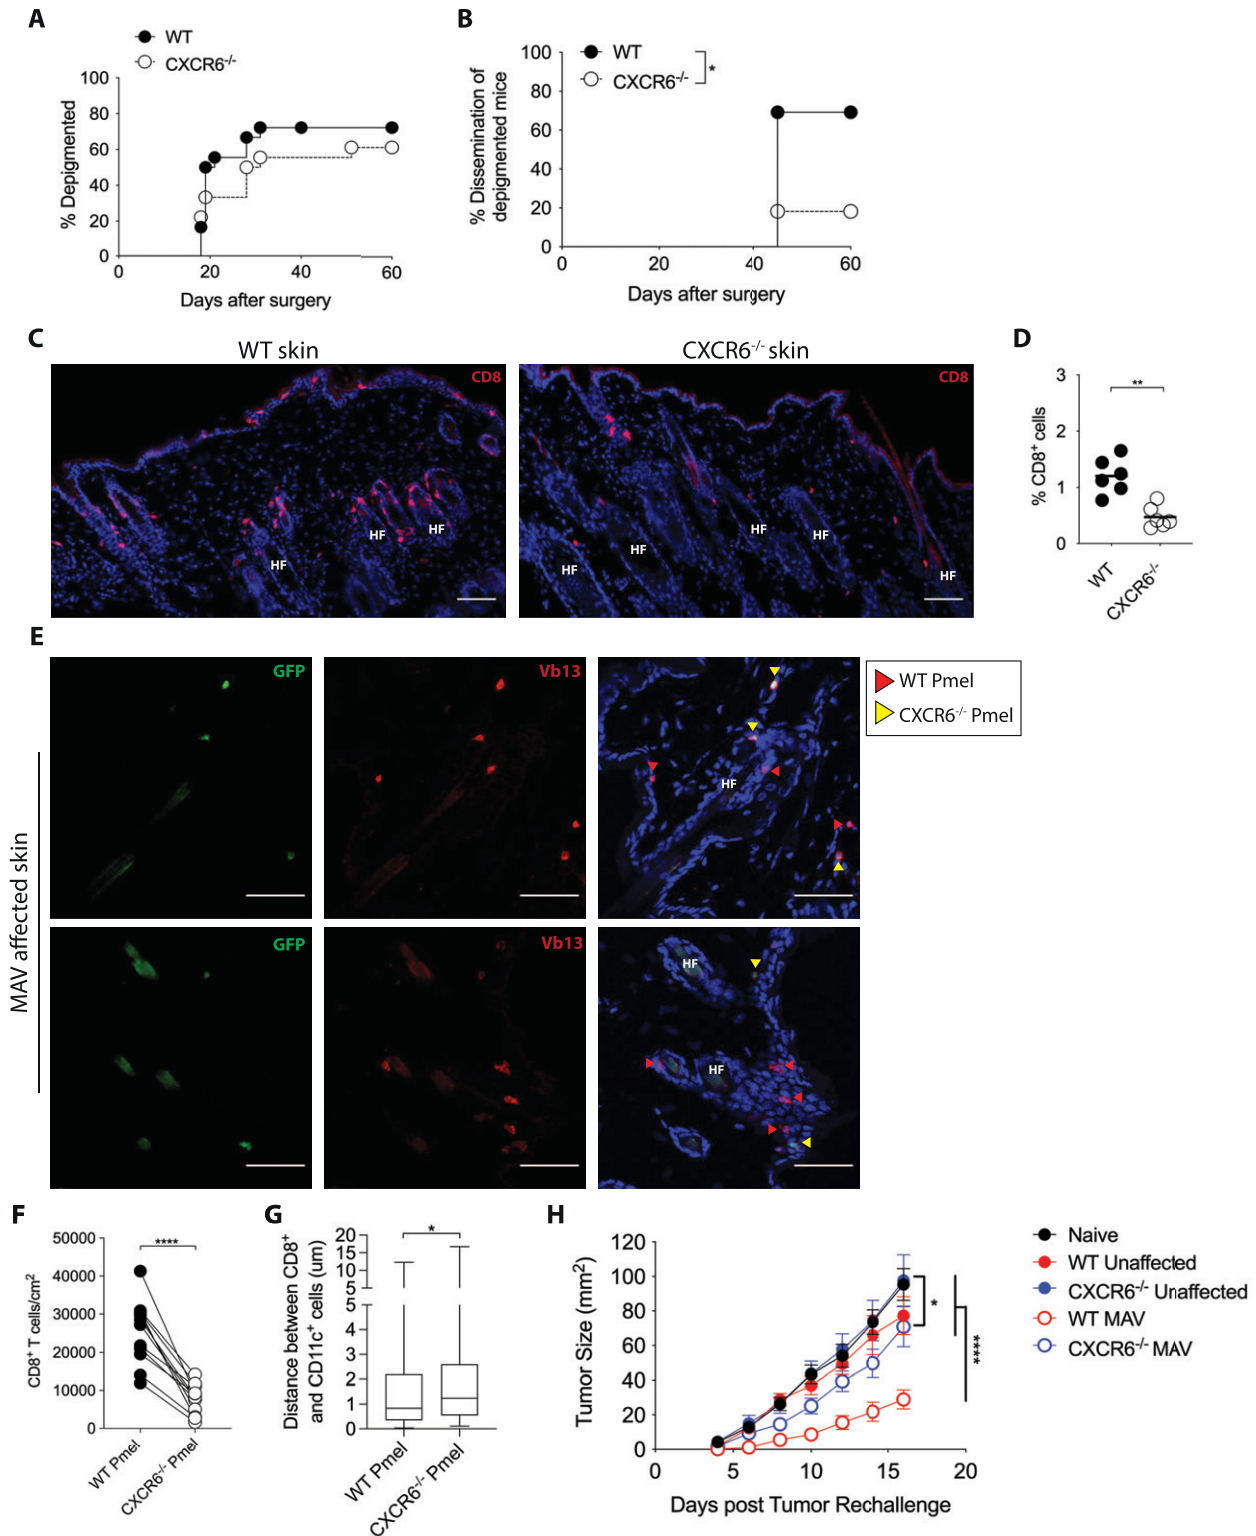 A
WT
CXCR6-/-
100
80
60
40
20
0
% Depigmented
0 20 40 60
Days after surgery
B
WT
CXCR6-/-
*
100
80
60
40
20
0
% Dissemination of
depigmented mice
0 20 40 60
Days after surgery
C
WT skin
CXCR6-/- skin
CD8
HF
HF
HF
CD8
HF
HF
HF
HF
HF
D
3
2
1
0
% CD8+ cells
**
WT
CXCR6-/-
E
MAV affected skin
GFP
Vb13
HF
WT Pmel
CXCR6-/- Pmel
GFP
Vb13
HF
HF
F
50000
40000
30000
20000
10000
0
CD8+ T cells/cm2
****
WT Pmel
CXCR6-/- Pmel
G
20
15
10
5
5
4
3
2
1
0
Distance between CD8+
and CD11c+ cells (um)
*
WT Pmel
CXCR6-/- Pmel
H
120
100
80
60
40
20
0
Tumor Size (mm2)
0 5 10 15 20
Days post Tumor Rechallenge
*
****
Naive
WT Unaffected
CXCR6-/- Unaffected
WT MAV
CXCR6-/- MAV